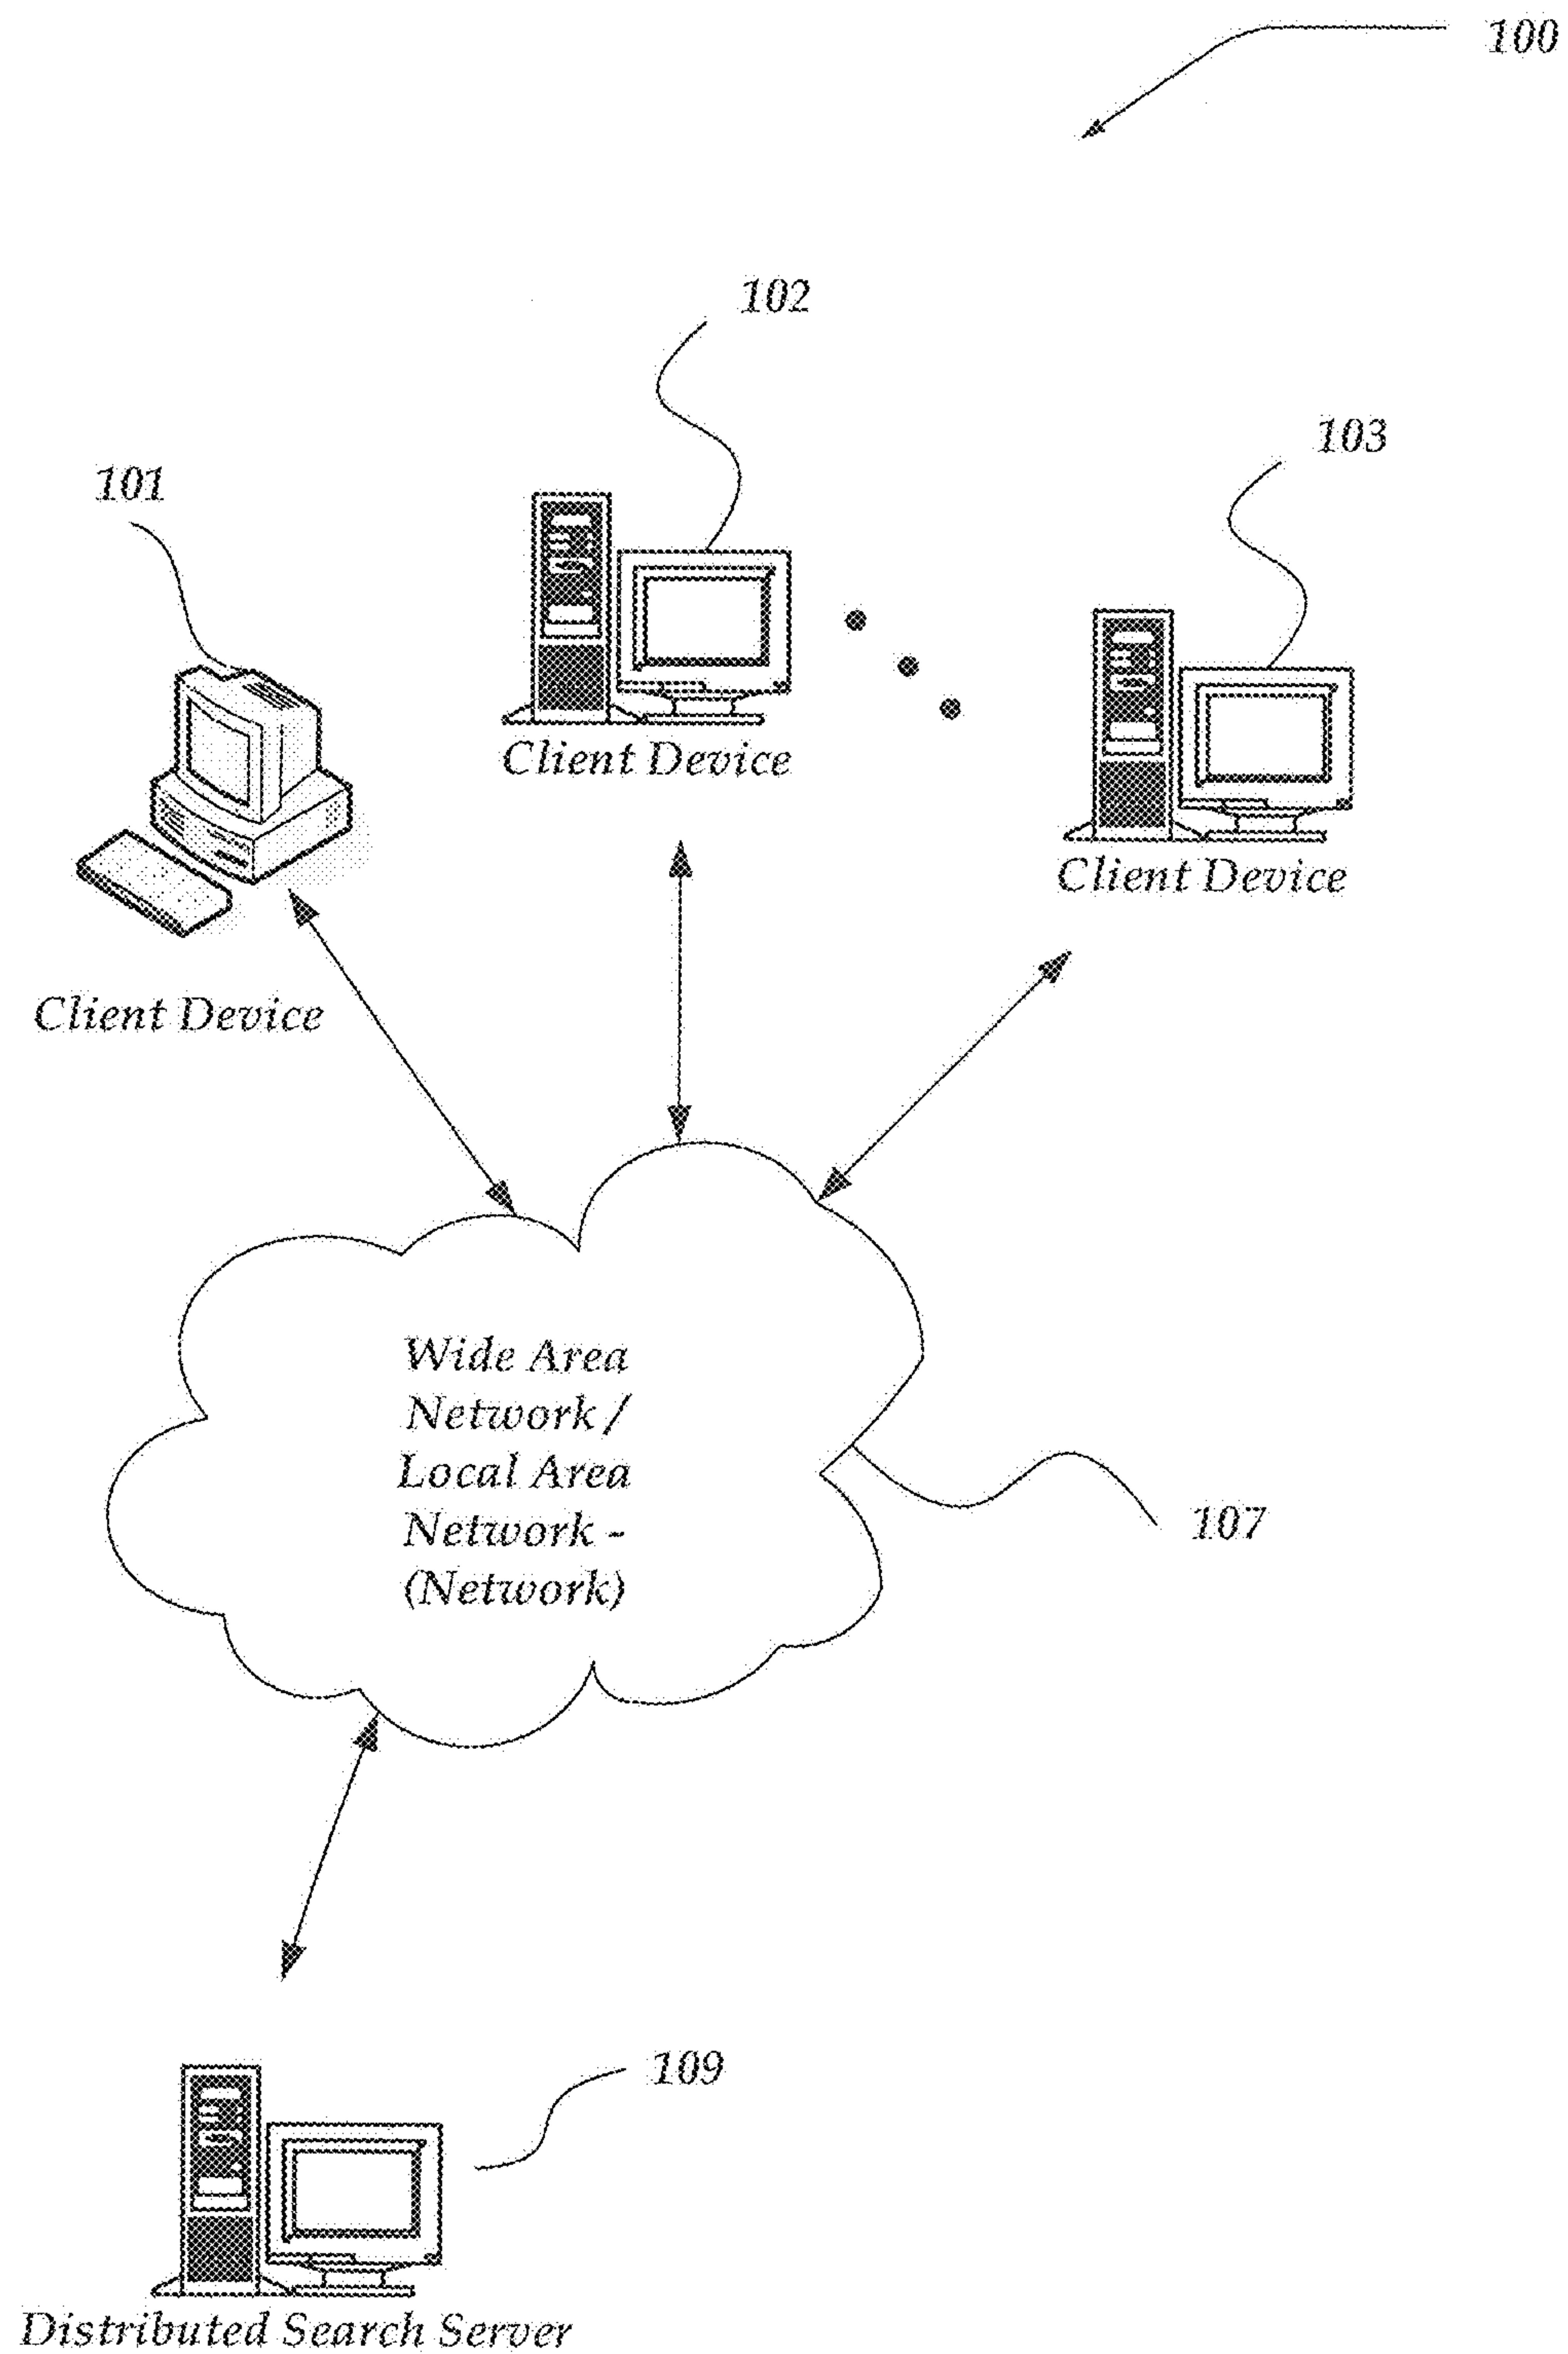 100
102
103
101
Client Device
Client Device
Client Device
Wide Area
Network /
Local Area
Network -
(Network)
107
109
Distributed Search Server